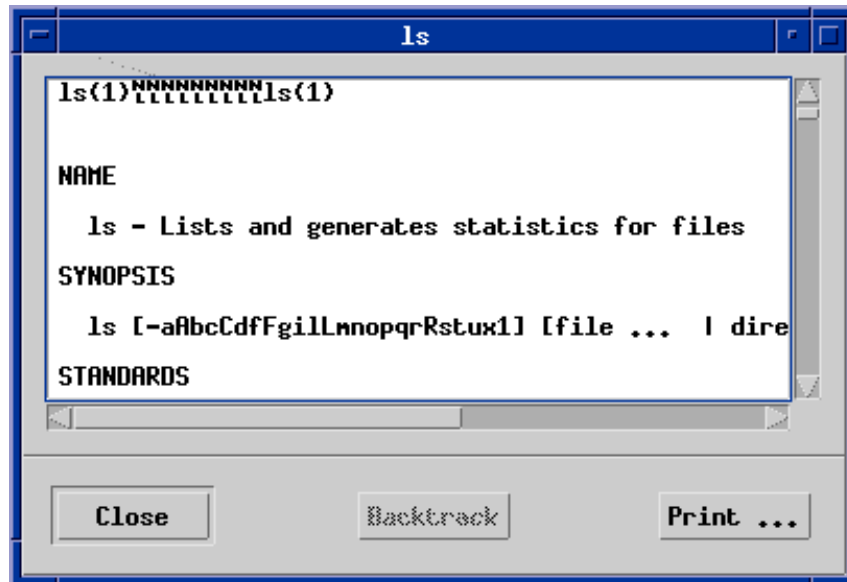 ls
ls(1)␤␤␤␤␤␤␤␤␤ls(1)
NAME
ls - Lists and generates statistics for files
SYNOPSIS
ls [-aAbcCdfFgilLmnopqrRstux1] [file ... | dire
STANDARDS
Close
Backtrack
Print ...